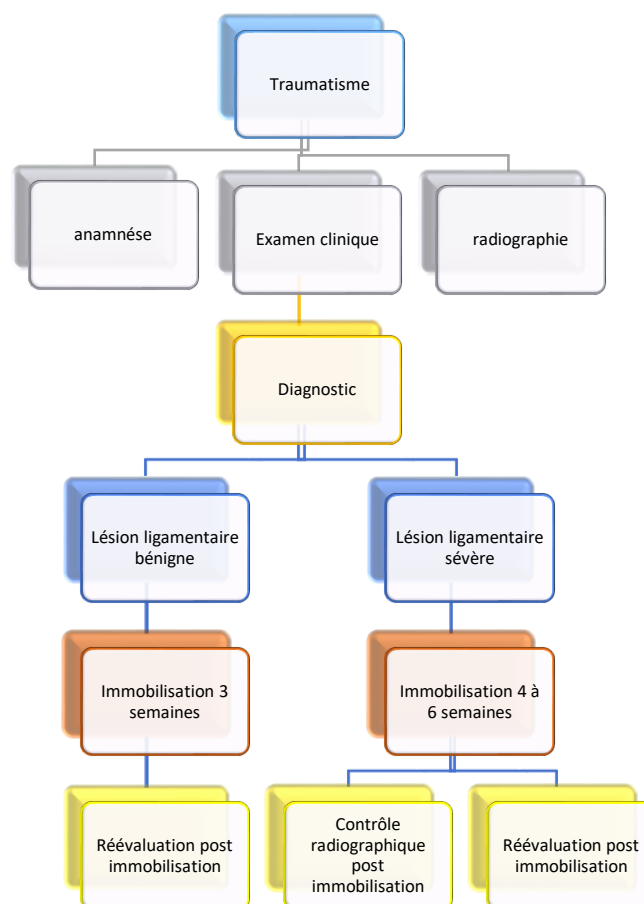 Traumatisme
anamnése
Examen clinique
radiographie
Diagnostic
Lésion ligamentaire
bénigne
Lésion ligamentaire
sévère
Immobilisation 3
semaines
Immobilisation 4 à
6 semaines
Réévaluation post
immobilisation
Contrôle
radiographique post
immobilisation
Réévaluation post
immobilisation